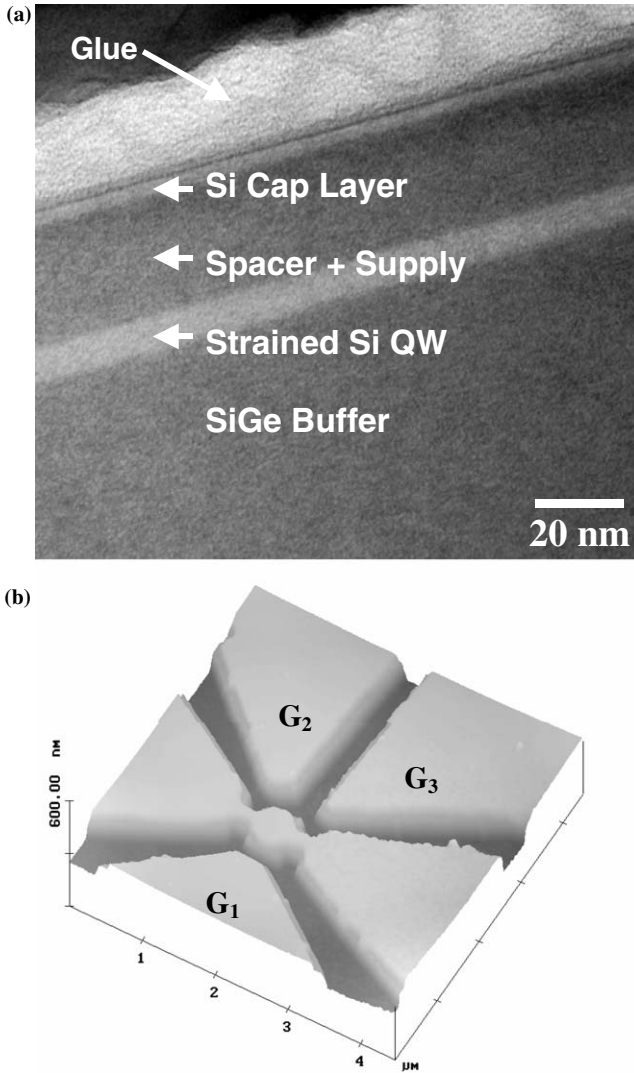 (a)
Glue
Si Cap Layer
Spacer + Supply
Strained Si QW
SiGe Buffer
20 nm
(b)
G2
G3
600.00 nM
G1
1
2
3
4
μM